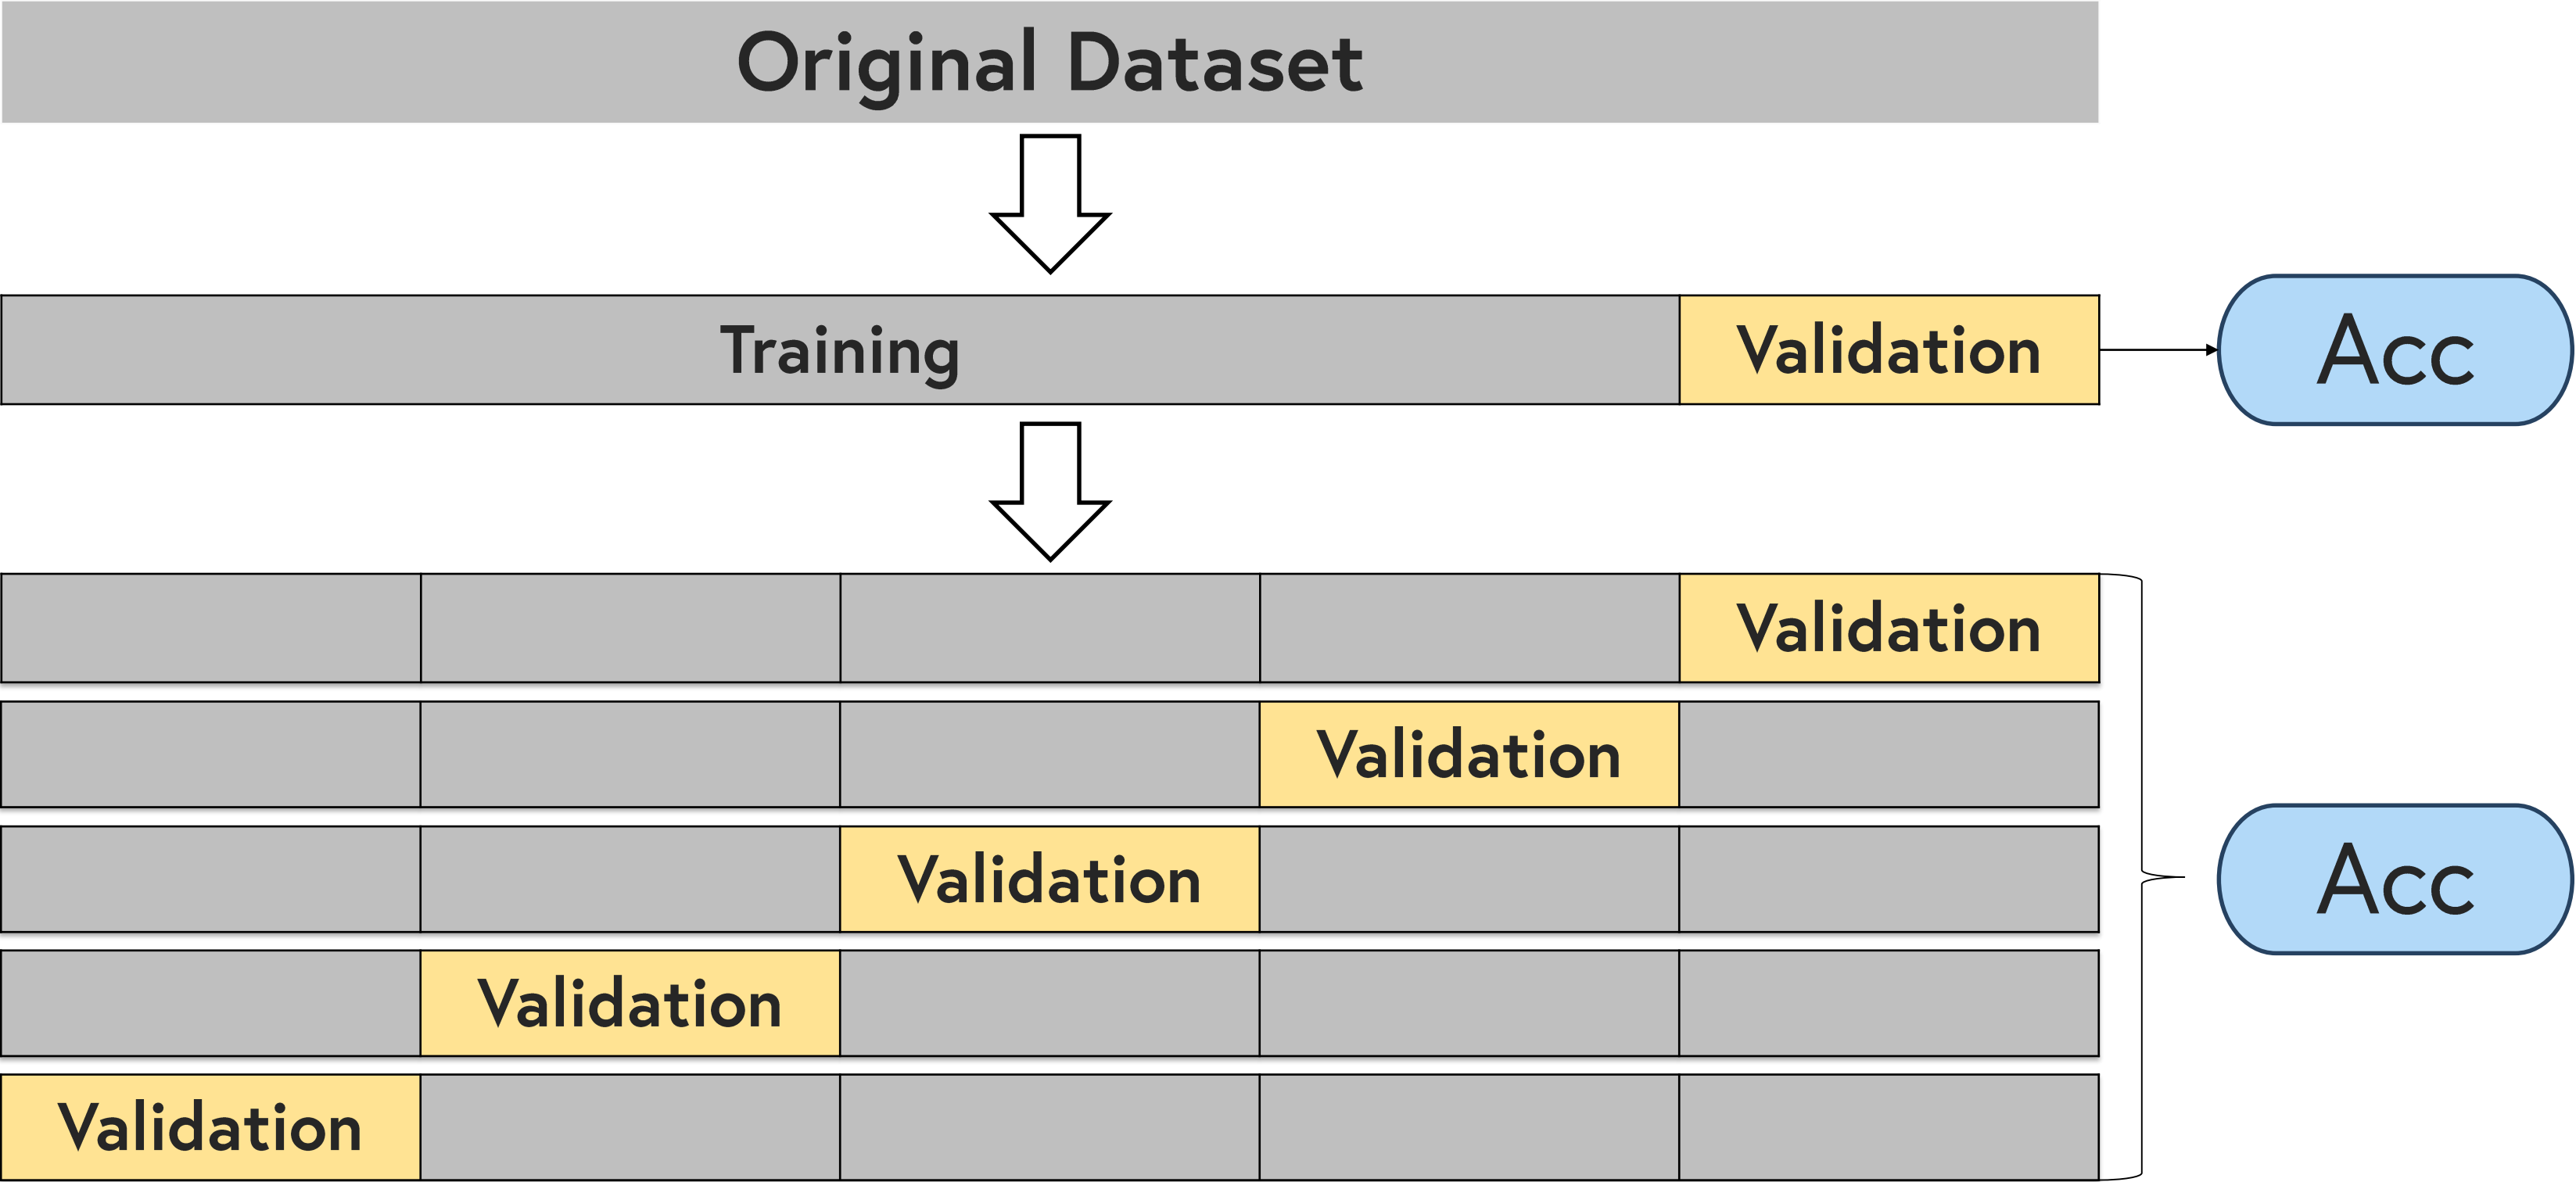 Original Dataset
Training
Validation
Acc
Validation
Validation
Validation
Acc
Validation
Validation